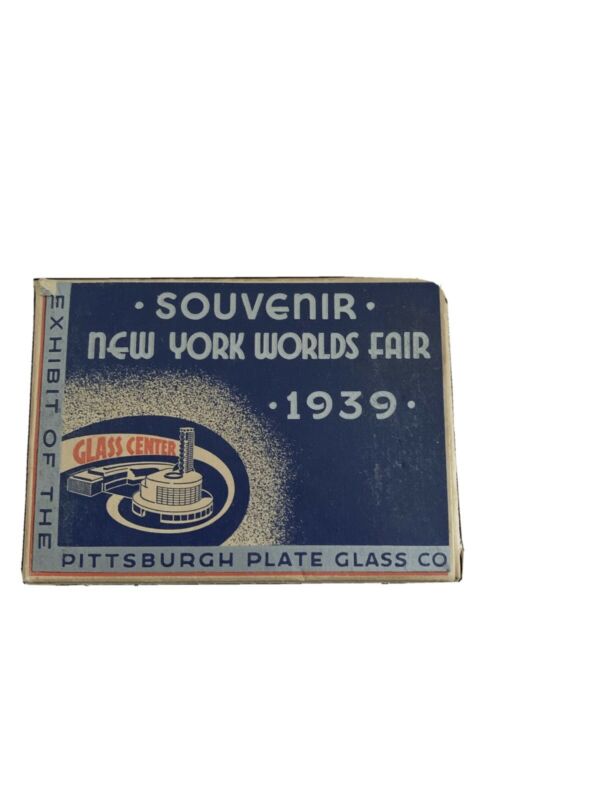 · SOUVENIR ·
NEW YORK WORLDS FAIR
· 1939 ·
GLASS CENTER
EXHIBIT OF THE
PITTSBURGH PLATE GLASS CO